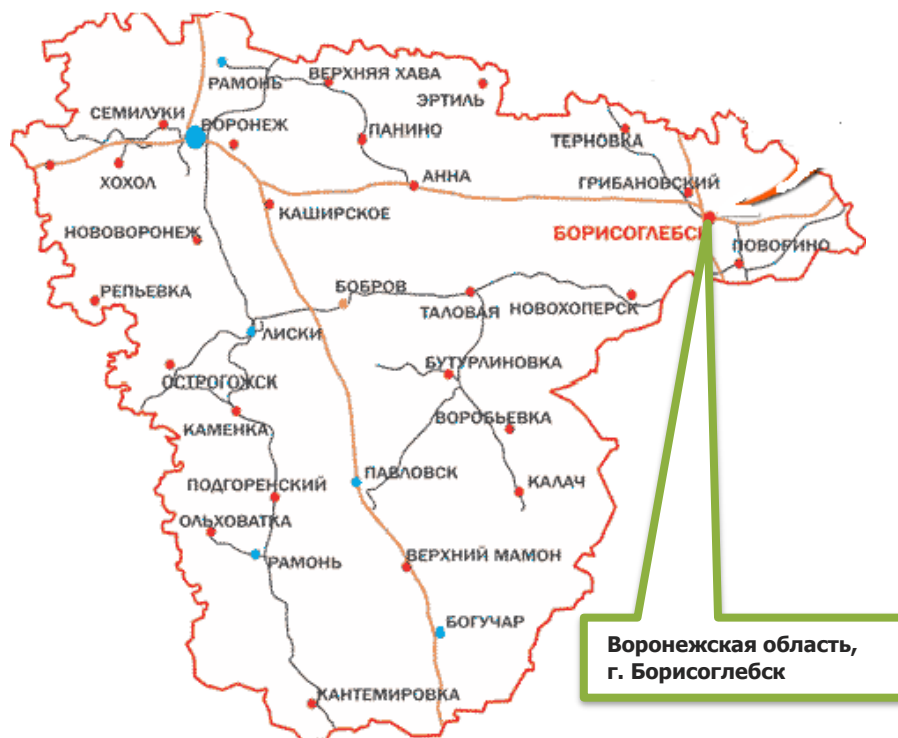 РАМОНЬ
ВЕРХНЯЯ ХАВА
ЭРТИЛЬ
СЕМИЛУКИ
ВОРОНЕЖ
ПАНИНО
ТЕРНОВКА
ХОХОЛ
АННА
ГРИБАНОВСКИЙ
КАШИРСКОЕ
НОВОВОРОНЕЖ
БОРИСОГЛЕБСК
ПОВОРИНО
РЕПЬЕВКА
БОБРОВ
ТАЛОВАЯ
НОВОХОПЕРСК
ЛИСКИ
БУТУРЛИНОВКА
ОСТРОГОЖСК
КАМЕНКА
ВОРОБЬЕВКА
ПАВЛОВСК
КАЛАЧ
ПОДГОРЕНСКИЙ
ОЛЬХОВАТКА
РАМОНЬ
ВЕРХНИЙ МАМОН
БОГУЧАР
Воронежская область,
г. Борисоглебск
КАНТЕМИРОВКА